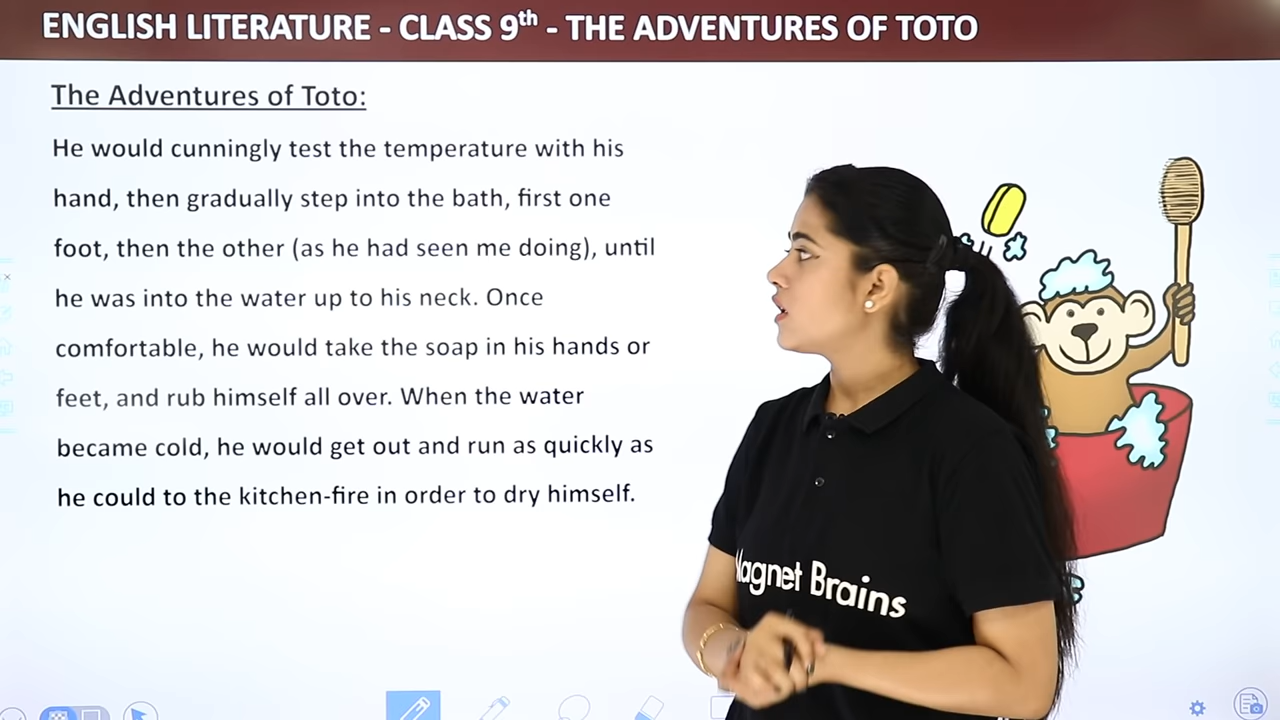 ENGLISH LITERATURE - CLASS 9th - THE ADVENTURES OF TOTO
The Adventures of Toto:
He would cunningly test the temperature with his
hand, then gradually step into the bath, first one
foot, then the other (as he had seen me doing), until
he was into the water up to his neck. Once
comfortable, he would take the soap in his hands or
feet, and rub himself all over. When the water
became cold, he would get out and run as quickly as
he could to the kitchen-fire in order to dry himself.
Magnet Brains